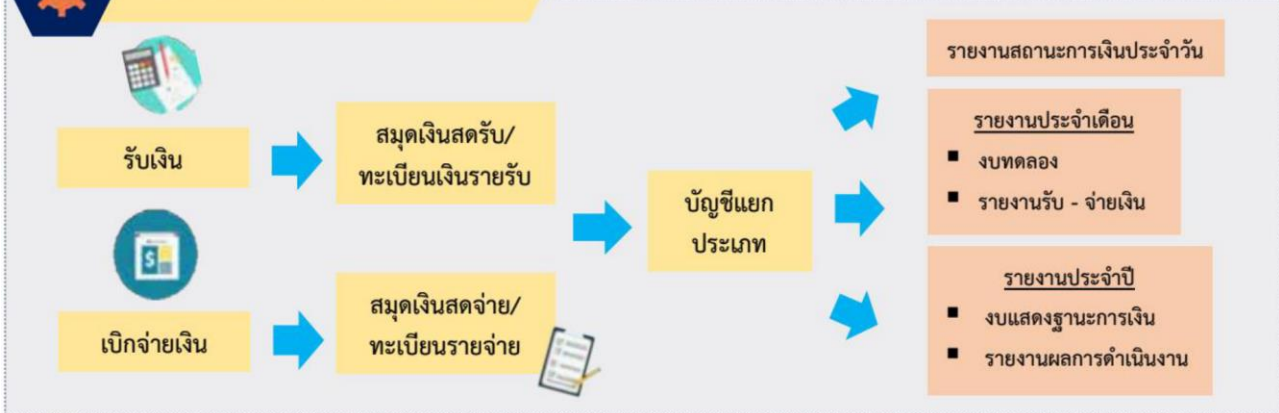 รับเงิน
สมุดเงินสดรับ/
ทะเบียนเงินรายรับ
เบิกจ่ายเงิน
สมุดเงินสดจ่าย/
ทะเบียนรายจ่าย
บัญชีแยก
ประเภท
รายงานสถานะการเงินประจำวัน
รายงานประจำเดือน
▪ งบทดลอง
▪ รายงานรับ - จ่ายเงิน
รายงานประจำปี
▪ งบแสดงฐานะการเงิน
▪ รายงานผลการดำเนินงาน